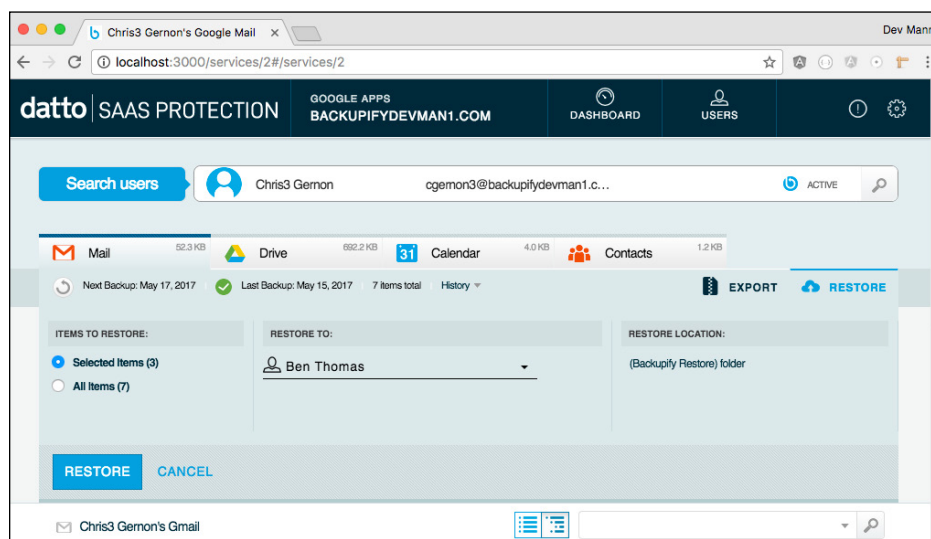 Chris3 Gernon's Google Mail
Dev Mann
localhost:3000/services/2#/services/2
datto SAAS PROTECTION
GOOGLE APPS
BACKUPIFYDEVMAN1.COM
DASHBOARD
USERS
Search users
Chris3 Gernon
cgernon3@backupifydevman1.c...
ACTIVE
Mail 52.3 KB
Drive 692.2 KB
31 Calendar 4.0 KB
Contacts 1.2 KB
Next Backup: May 17, 2017
Last Backup: May 15, 2017
7 items total
History
EXPORT
RESTORE
ITEMS TO RESTORE:
RESTORE TO:
RESTORE LOCATION:
Selected Items (3)
Ben Thomas
(Backupify Restore) folder
All Items (7)
RESTORE
CANCEL
Chris3 Gernon's Gmail